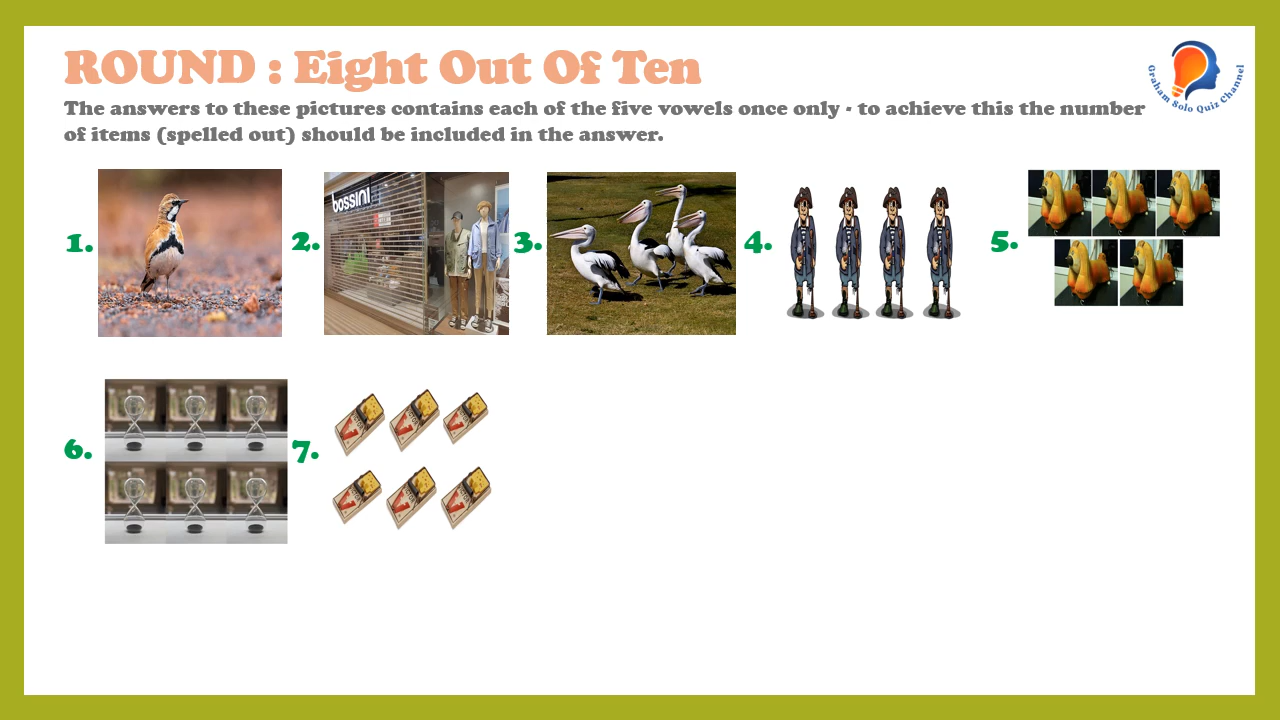 ROUND : Eight Out Of Ten
The answers to these pictures contains each of the five vowels once only - to achieve this the number
of items (spelled out) should be included in the answer.
Graham Solo Quiz Channel
1.
bossini
2.
3.
4.
5.
6.
7.